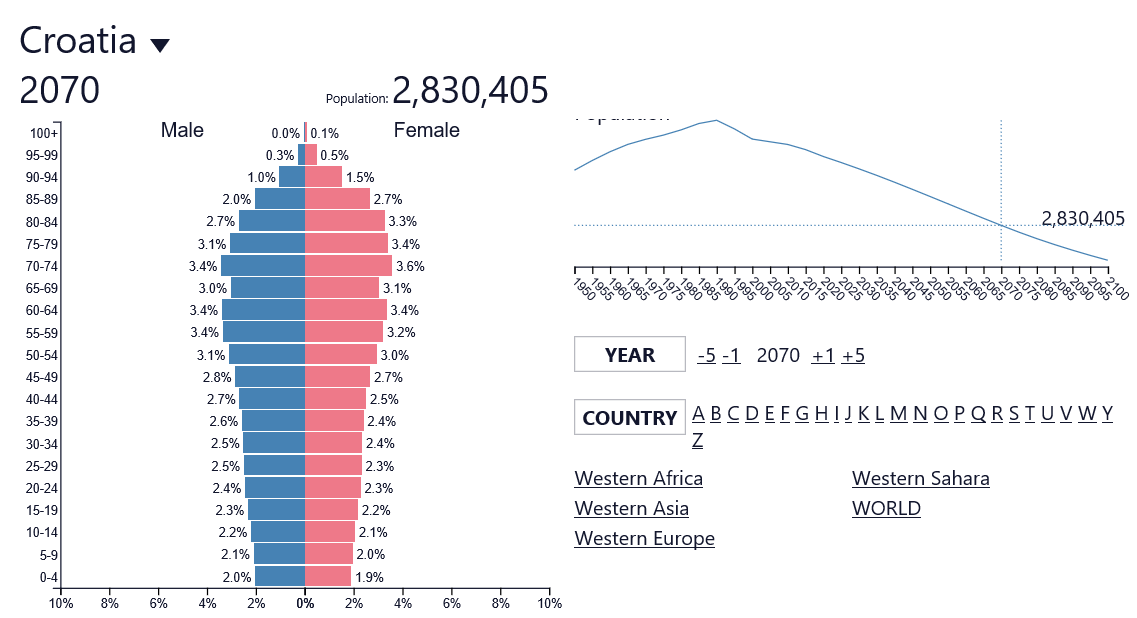 Croatia
2070
Population: 2,830,405
Male Female
100+ 0.0% 0.1%
95-99 0.3% 0.5%
90-94 1.0% 1.5%
85-89 2.0% 2.7%
80-84 2.7% 3.3%
75-79 3.1% 3.4%
70-74 3.4% 3.6%
65-69 3.0% 3.1%
60-64 3.4% 3.4%
55-59 3.4% 3.2%
50-54 3.1% 3.0%
45-49 2.8% 2.7%
40-44 2.7% 2.5%
35-39 2.6% 2.4%
30-34 2.5% 2.4%
25-29 2.5% 2.3%
20-24 2.4% 2.3%
15-19 2.3% 2.2%
10-14 2.2% 2.1%
5-9 2.1% 2.0%
0-4 2.0% 1.9%
10% 8% 6% 4% 2% 0% 2% 4% 6% 8% 10%
Population
2,830,405
1950 1955 1960 1965 1970 1975 1980 1985 1990 1995 2000 2005 2010 2015 2020 2025 2030 2035 2040 2045 2050 2055 2060 2065 2070 2075 2080 2085 2090 2095 2100
YEAR -5 -1 2070 +1 +5
COUNTRY A B C D E F G H I J K L M N O P Q R S T U V W Y
Z
Western Africa Western Sahara
Western Asia WORLD
Western Europe